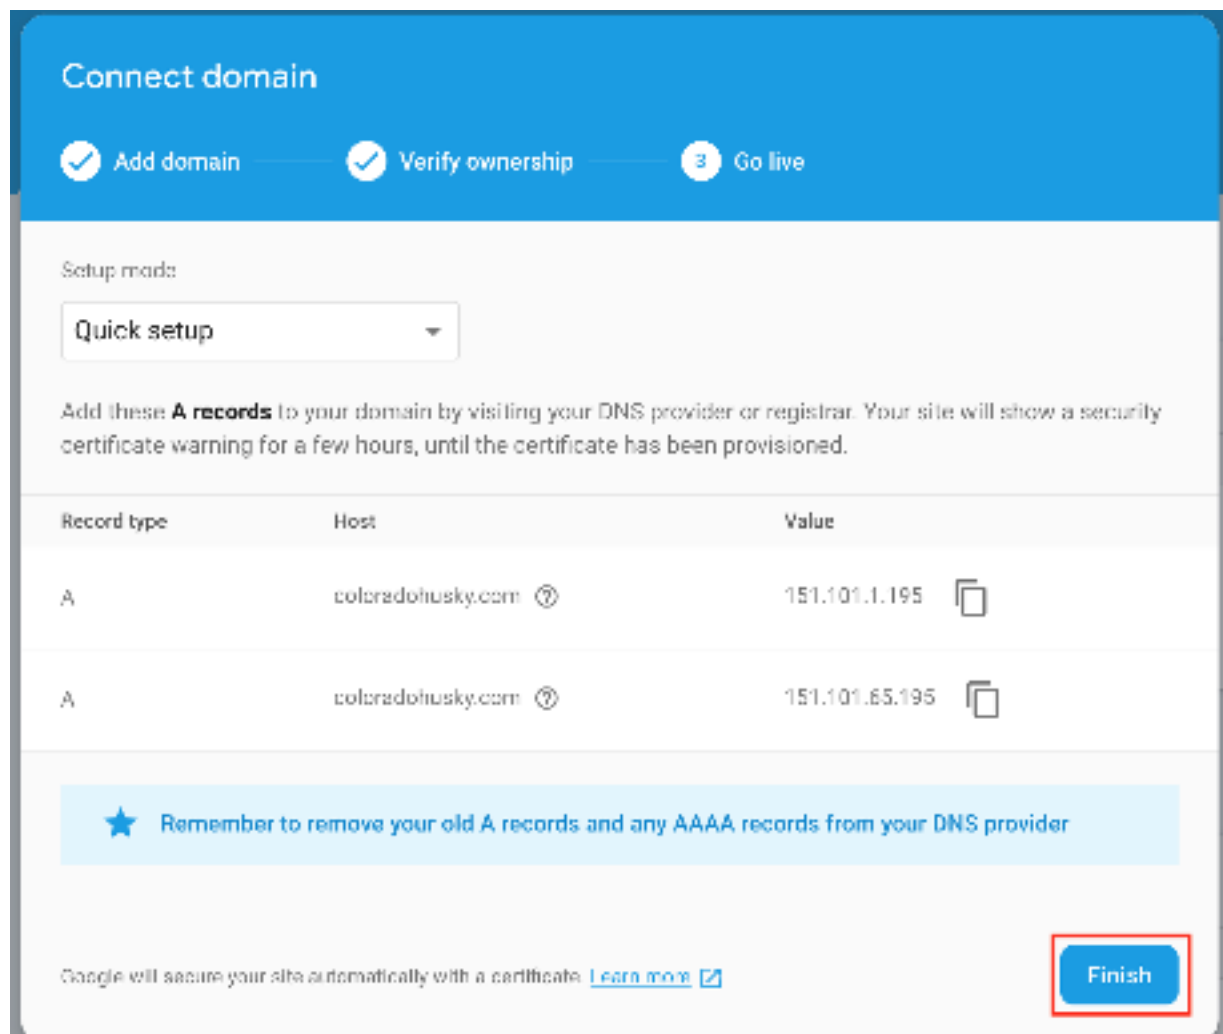 Connect domain
Add domain Verify ownership 3 Go live
Setup mode
Quick setup
Add these A records to your domain by visiting your DNS provider or registrar. Your site will show a security
certificate warning for a few hours, until the certificate has been provisioned.
Record type Host Value
A coloradohusky.com 151.101.1.195
A coloradohusky.com 151.101.65.195
Remember to remove your old A records and any AAAA records from your DNS provider
Google will secure your site automatically with a certificate. Learn more
Finish